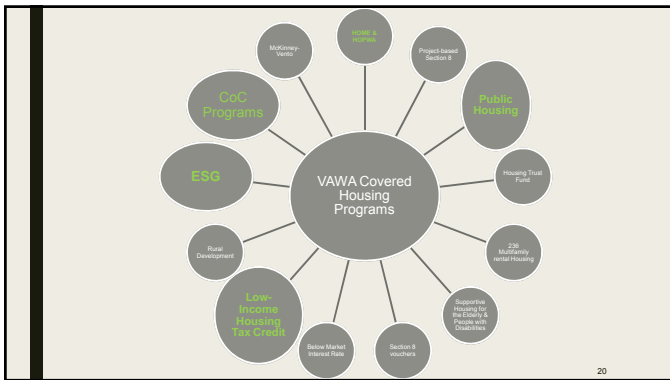 HOME &
HOPWA
Project-based
Section 8
Public
Housing
Housing Trust
Fund
236
Multifamily
rental Housing
Supportive
Housing for
the Elderly &
People with
Disabilities
Section 8
vouchers
Below Market
Interest Rate
Low-
Income
Housing
Tax Credit
Rural
Development
ESG
CoC
Programs
McKinney-
Vento
VAWA Covered
Housing
Programs
20